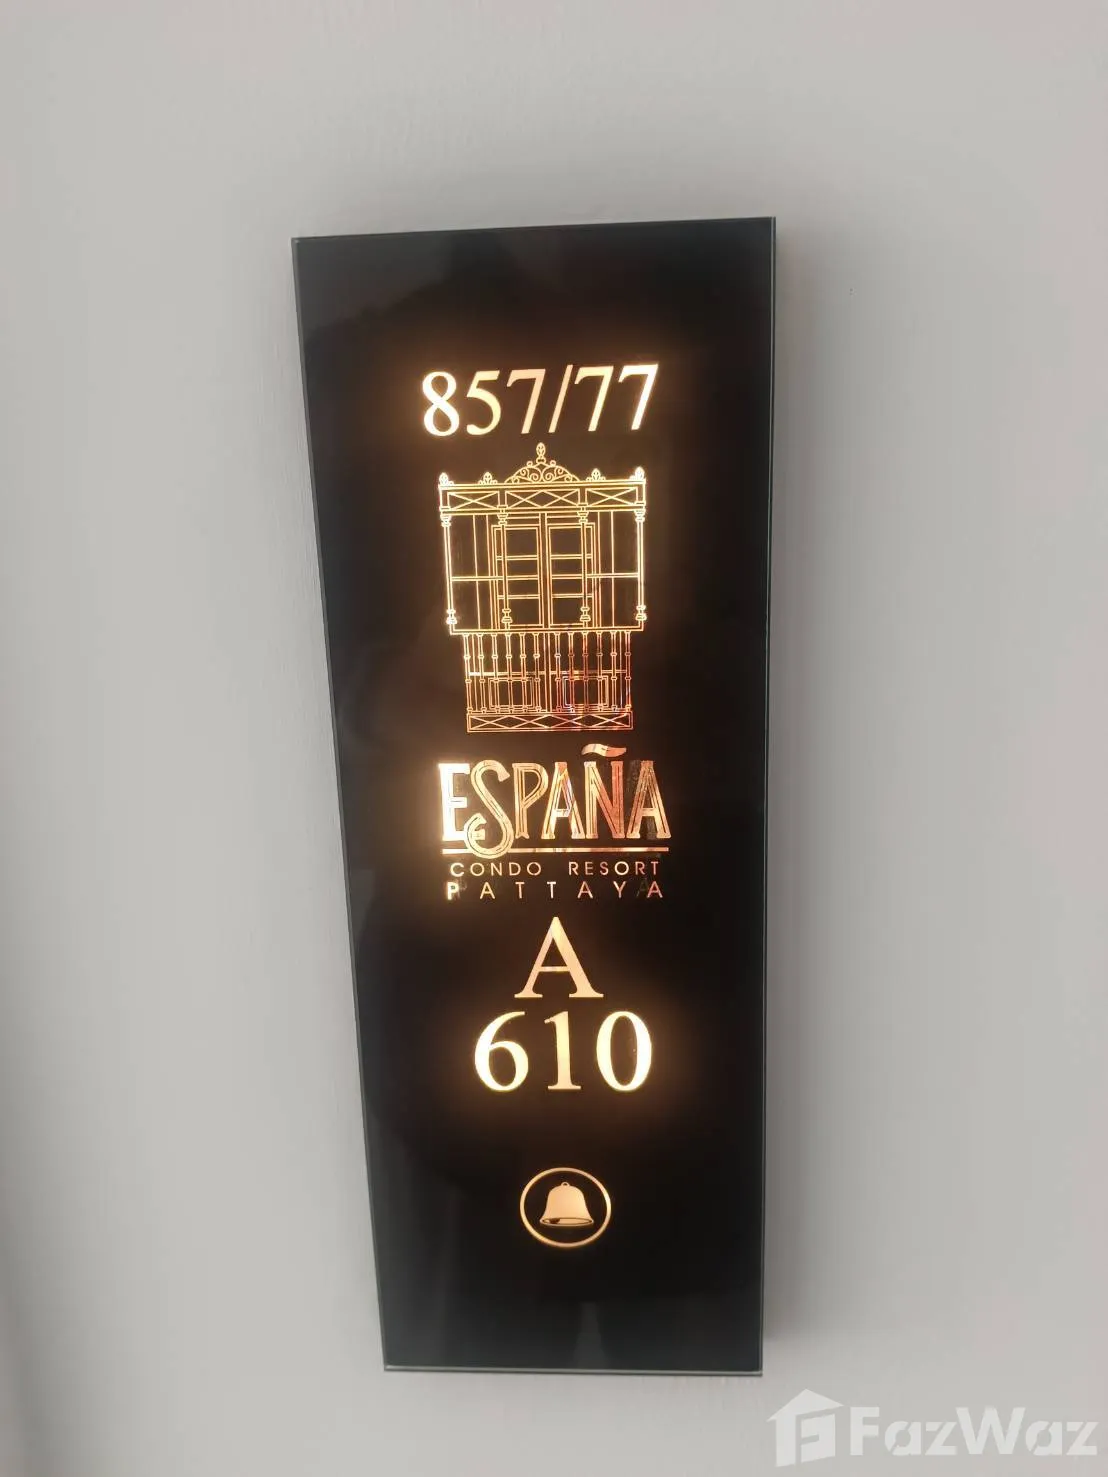 857/77
ESPAÑA
CONDO RESORT
PATTAYA
A
610
FazWaz